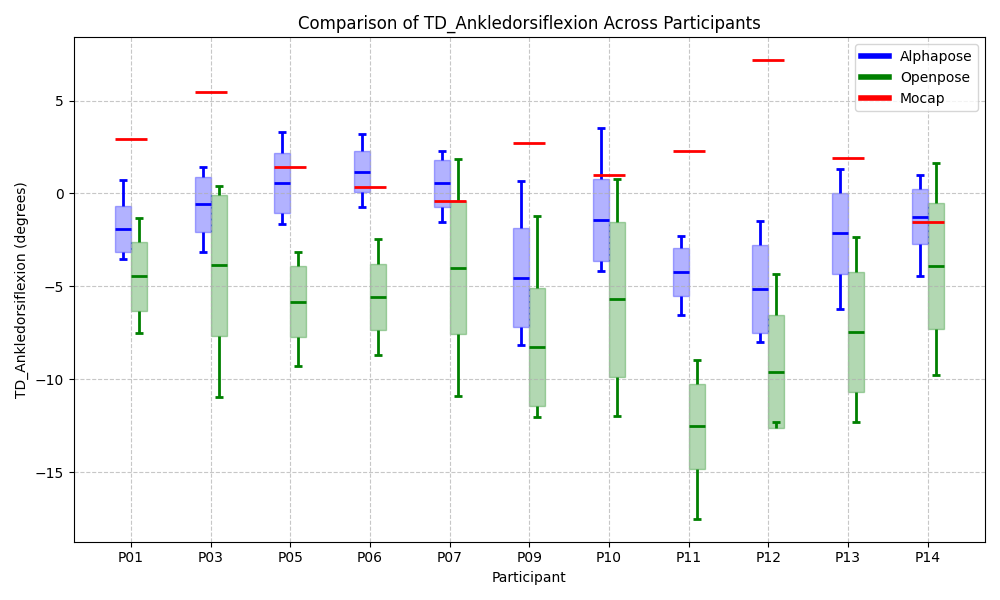 Comparison of TD_Ankledorsiflexion Across Participants
Alphapose
Openpose
Mocap
TD_Ankledorsiflexion (degrees)
5
0
−5
−10
−15
P01 P03 P05 P06 P07 P09 P10 P11 P12 P13 P14
Participant